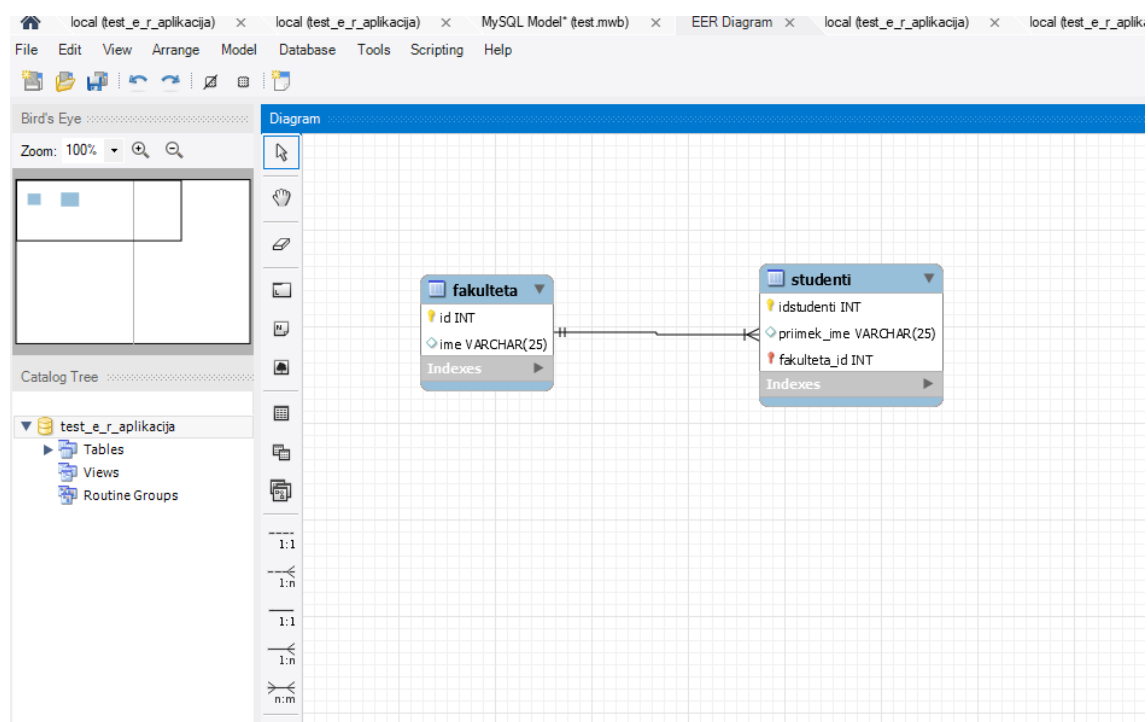 local (test_e_r_aplikacija) × local (test_e_r_aplikacija) × MySQL Model* (test.mwb) × EER Diagram × local (test_e_r_aplikacija) × local (test_e_r_aplik
File Edit View Arrange Model Database Tools Scripting Help
Bird's Eye
Zoom: 100%
Catalog Tree
test_e_r_aplikacija
Tables
Views
Routine Groups
Diagram
1:1
1:n
1:1
1:n
n:m
fakulteta
id INT
ime VARCHAR(25)
Indexes
studenti
idstudenti INT
priimek_ime VARCHAR(25)
fakulteta_id INT
Indexes